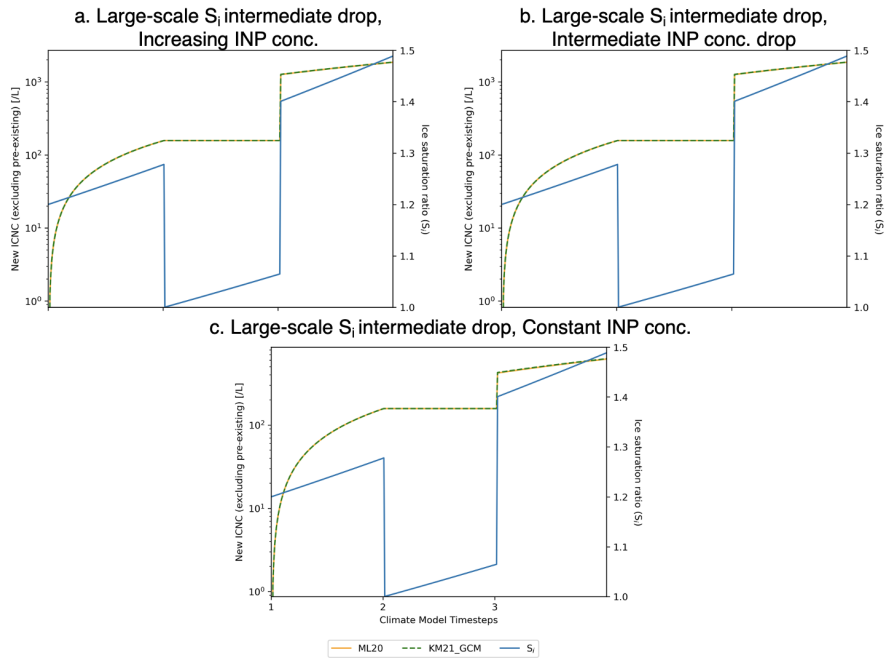 a. Large-scale Si intermediate drop,
Increasing INP conc.
New ICNC (excluding pre-existing) [/L]
10³
10²
10¹
10⁰
1.5
1.4
1.3
1.2
1.1
1.0
Ice saturation ratio (Si)
b. Large-scale Si intermediate drop,
Intermediate INP conc. drop
New ICNC (excluding pre-existing) [/L]
10³
10²
10¹
10⁰
1.5
1.4
1.3
1.2
1.1
1.0
Ice saturation ratio (Si)
c. Large-scale Si intermediate drop, Constant INP conc.
New ICNC (excluding pre-existing) [/L]
10²
10¹
10⁰
1.5
1.4
1.3
1.2
1.1
1.0
Ice saturation ratio (Si)
1 2 3
Climate Model Timesteps
ML20 KM21_GCM Si